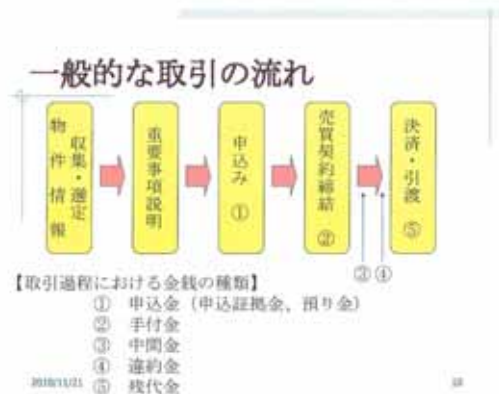 一般的な取引の流れ
物件情報
収集・選定
重要事項説明
申込み ①
売買契約締結 ②
決済・引渡 ⑤
③ ④
【取引過程における金銭の種類】
① 申込金（申込証拠金、預り金）
② 手付金
③ 中間金
④ 違約金
⑤ 残代金
2010/11/21